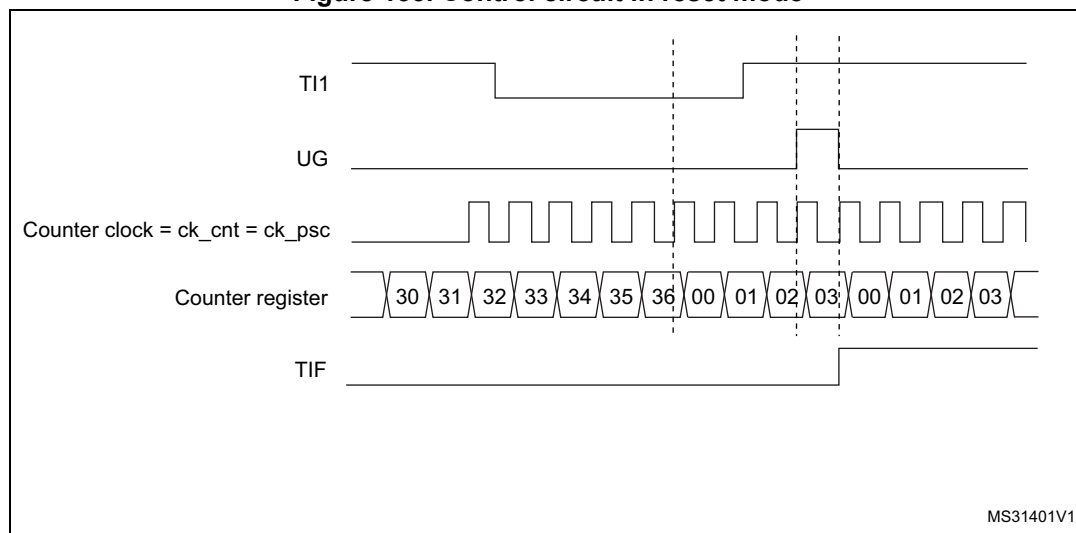 TI1
UG
Counter clock = ck_cnt = ck_psc
Counter register 30 31 32 33 34 35 36 00 01 02 03 00 01 02 03
TIF
MS31401V1